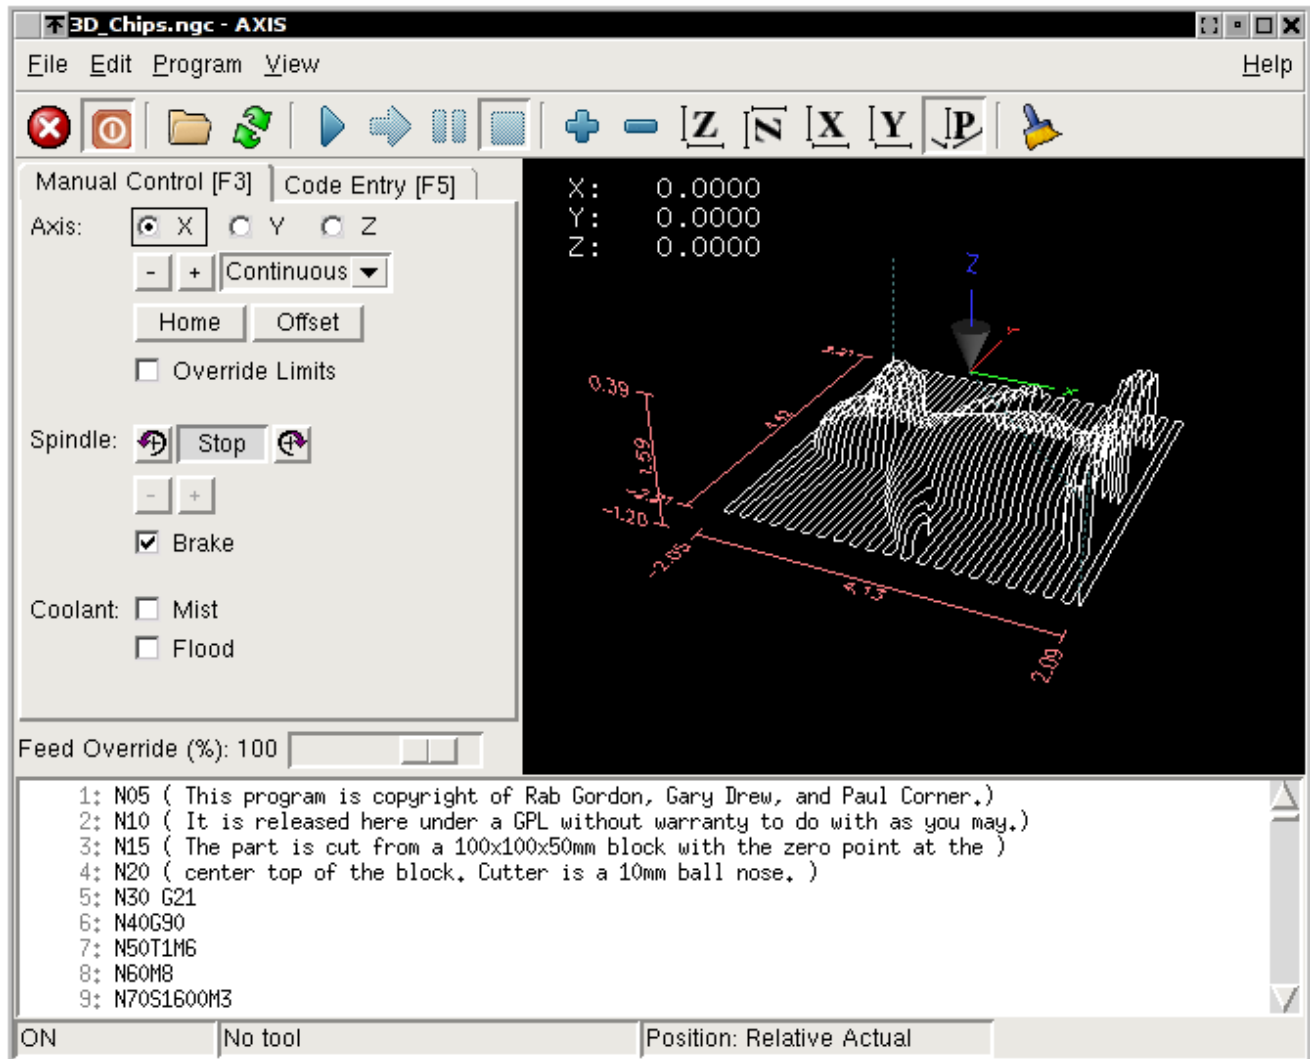 3D_Chips.ngc - AXIS
File Edit Program View Help
Z N X Y P
Manual Control [F3] Code Entry [F5]
Axis: X Y Z
- + Continuous
Home Offset
Override Limits
Spindle: Stop
- +
Brake
Coolant: Mist
Flood
Feed Override (%): 100
X: 0.0000
Y: 0.0000
Z: 0.0000
Z
Y
X
0.39
1.59
-1.20
-2.05
4.13
2.09
1: N05 ( This program is copyright of Rab Gordon, Gary Drew, and Paul Corner.)
2: N10 ( It is released here under a GPL without warranty to do with as you may.)
3: N15 ( The part is cut from a 100x100x50mm block with the zero point at the )
4: N20 ( center top of the block. Cutter is a 10mm ball nose. )
5: N30 G21
6: N40G90
7: N50T1M6
8: N60M8
9: N70S1600M3
ON No tool Position: Relative Actual